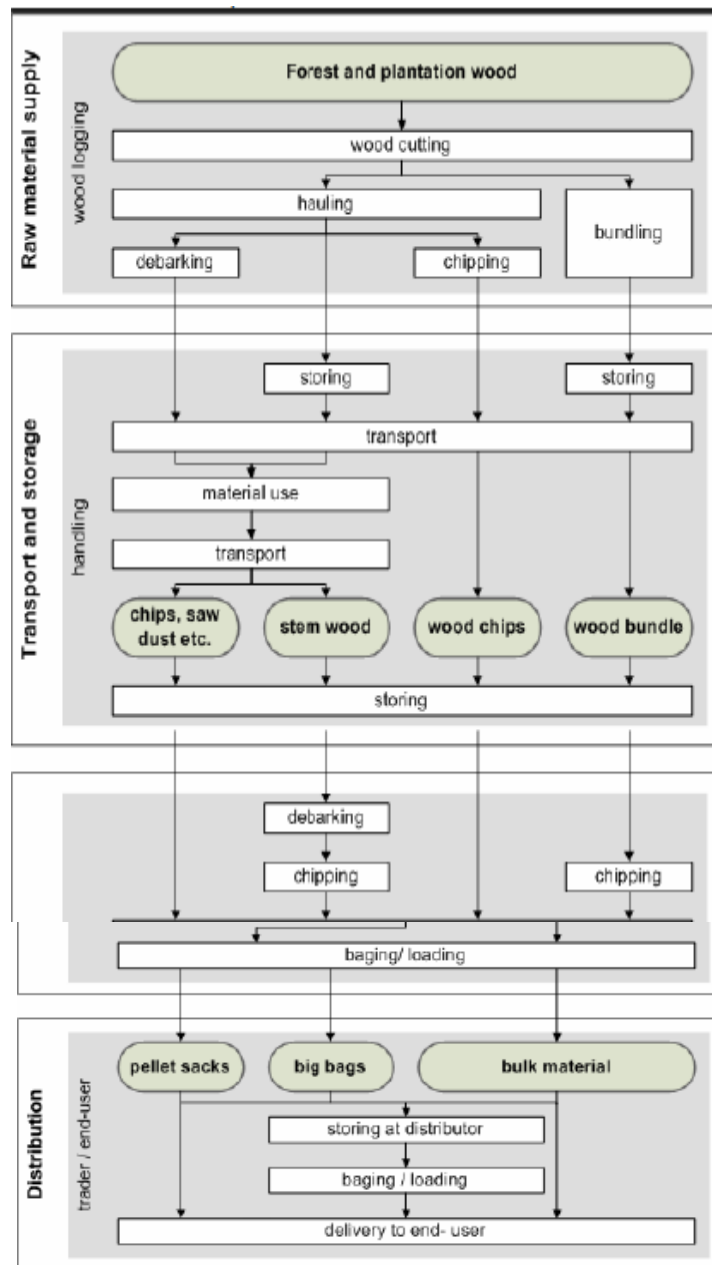 Raw material supply
wood logging
Forest and plantation wood
wood cutting
hauling
bundling
debarking
chipping
Transport and storage
handling
storing
storing
transport
material use
transport
chips, saw
dust etc.
stem wood
wood chips
wood bundle
storing
debarking
chipping
chipping
baging/ loading
Distribution
trader / end-user
pellet sacks
big bags
bulk material
storing at distributor
baging / loading
delivery to end- user